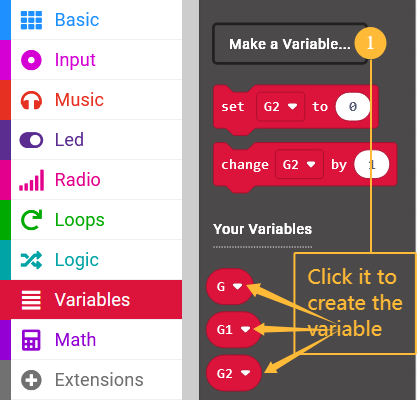 Basic
Input
Music
Led
Radio
Loops
Logic
Variables
Math
Extensions
Make a Variable...
1
set G2 to 0
change G2 by 1
Your Variables
G
G1
G2
Click it to
create the
variable